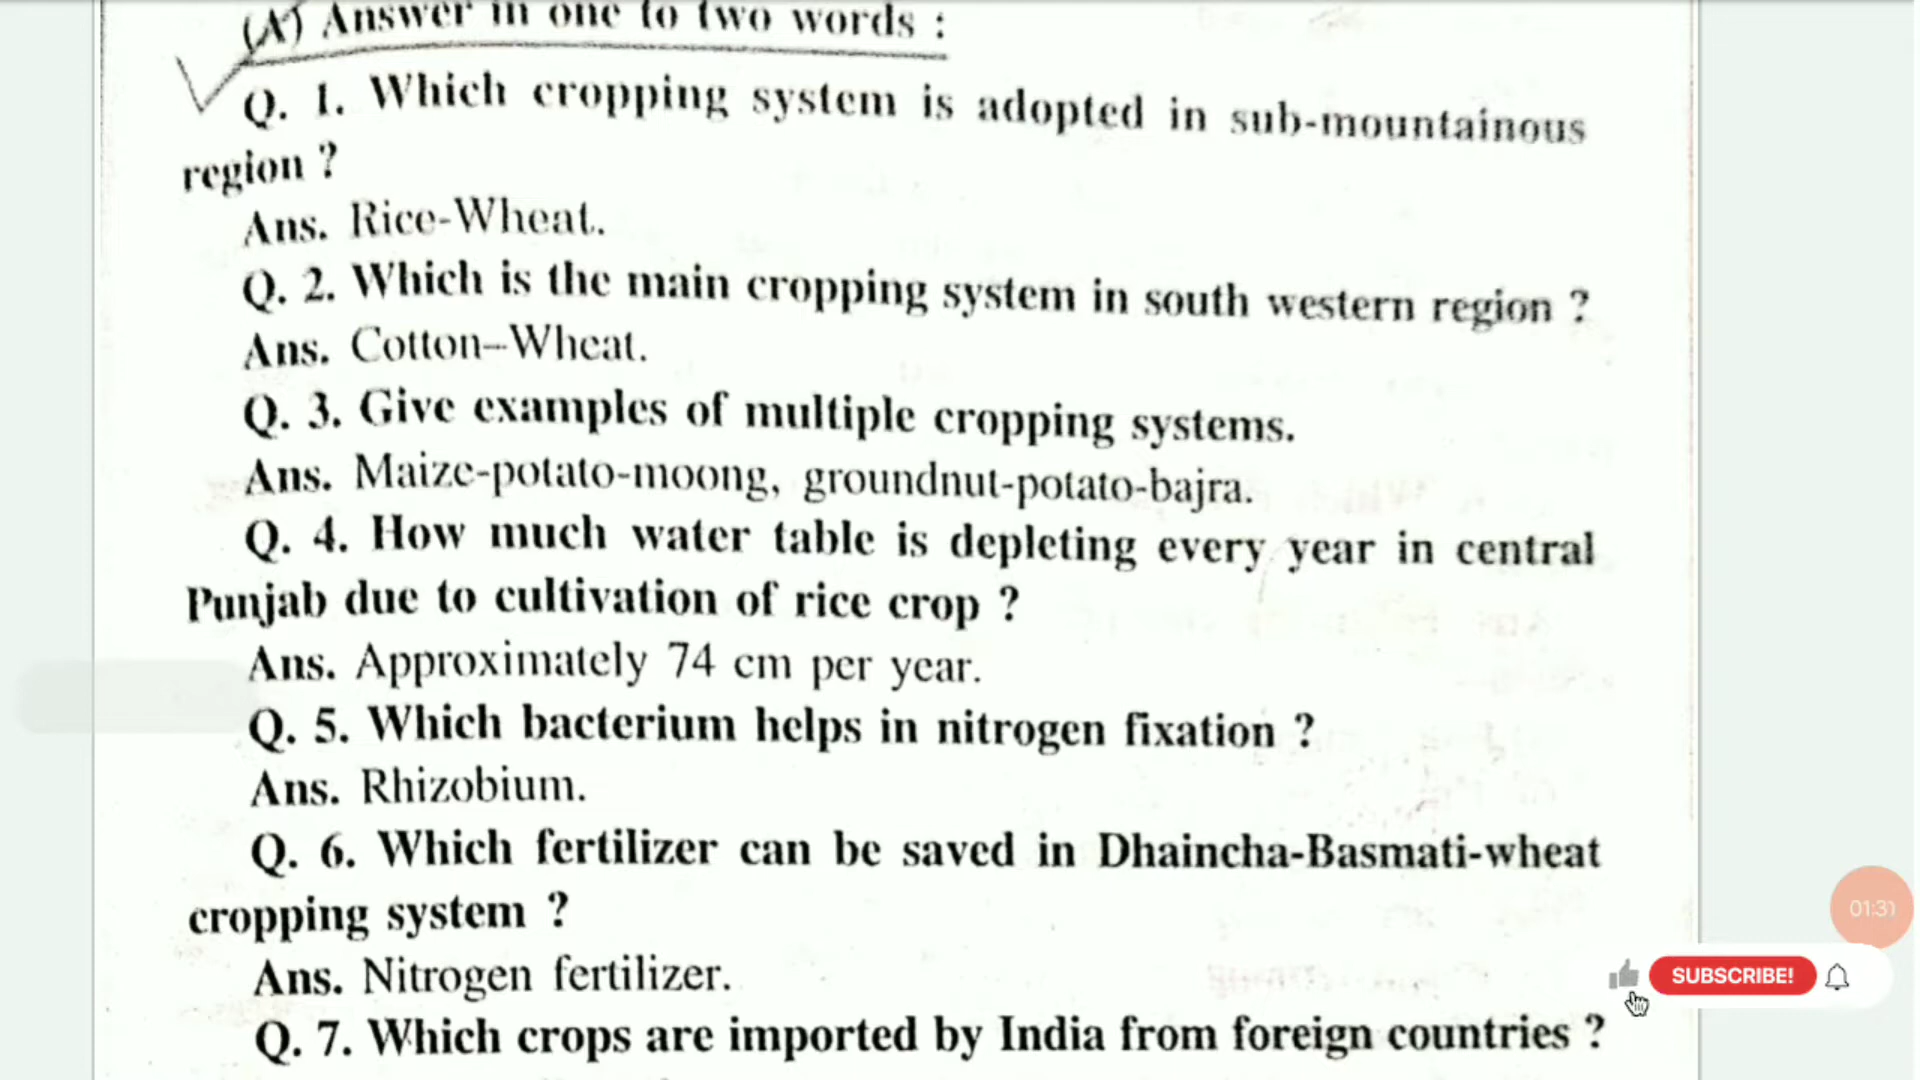 (A) Answer in one to two words :
Q. 1. Which cropping system is adopted in sub-mountainous
region ?
Ans. Rice-Wheat.
Q. 2. Which is the main cropping system in south western region ?
Ans. Cotton–Wheat.
Q. 3. Give examples of multiple cropping systems.
Ans. Maize-potato-moong, groundnut-potato-bajra.
Q. 4. How much water table is depleting every year in central
Punjab due to cultivation of rice crop ?
Ans. Approximately 74 cm per year.
Q. 5. Which bacterium helps in nitrogen fixation ?
Ans. Rhizobium.
Q. 6. Which fertilizer can be saved in Dhaincha-Basmati-wheat
cropping system ?
01:31
Ans. Nitrogen fertilizer.
SUBSCRIBE!
Q. 7. Which crops are imported by India from foreign countries ?